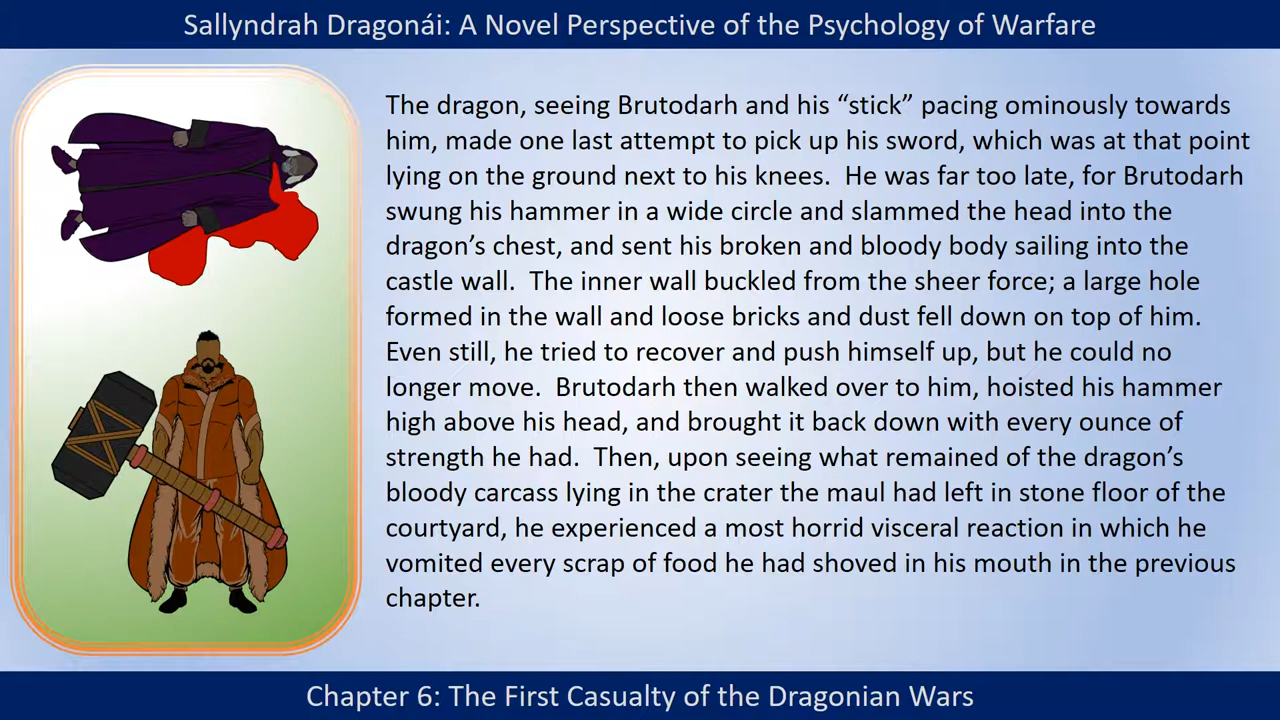 Sallyndrah Dragonái: A Novel Perspective of the Psychology of Warfare
The dragon, seeing Brutodarh and his “stick” pacing ominously towards
him, made one last attempt to pick up his sword, which was at that point
lying on the ground next to his knees.  He was far too late, for Brutodarh
swung his hammer in a wide circle and slammed the head into the
dragon’s chest, and sent his broken and bloody body sailing into the
castle wall.  The inner wall buckled from the sheer force; a large hole
formed in the wall and loose bricks and dust fell down on top of him.
Even still, he tried to recover and push himself up, but he could no
longer move.  Brutodarh then walked over to him, hoisted his hammer
high above his head, and brought it back down with every ounce of
strength he had.  Then, upon seeing what remained of the dragon’s
bloody carcass lying in the crater the maul had left in stone floor of the
courtyard, he experienced a most horrid visceral reaction in which he
vomited every scrap of food he had shoved in his mouth in the previous
chapter.
Chapter 6: The First Casualty of the Dragonian Wars